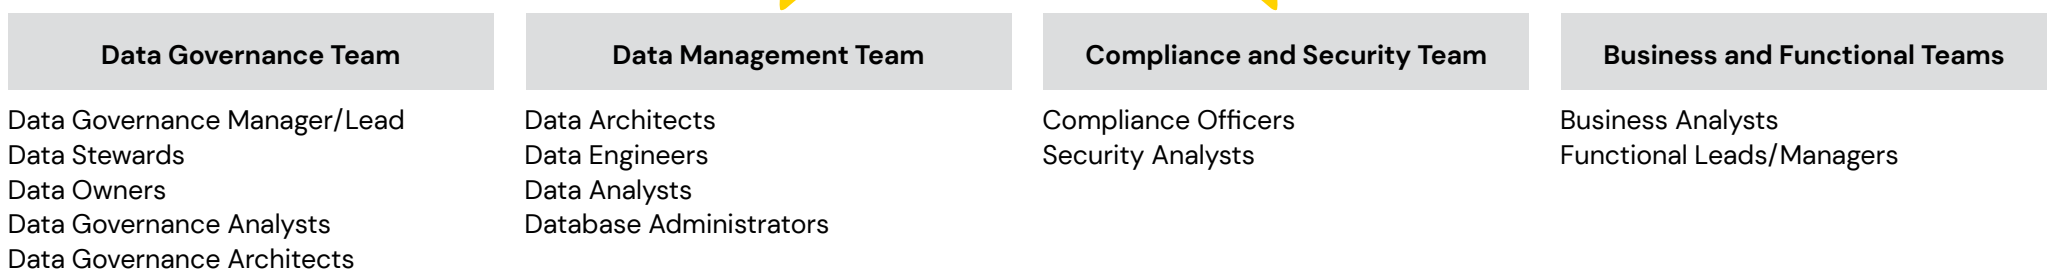 Data Governance Team
Data Governance Manager/Lead
Data Stewards
Data Owners
Data Governance Analysts
Data Governance Architects
Data Management Team
Data Architects
Data Engineers
Data Analysts
Database Administrators
Compliance and Security Team
Compliance Officers
Security Analysts
Business and Functional Teams
Business Analysts
Functional Leads/Managers